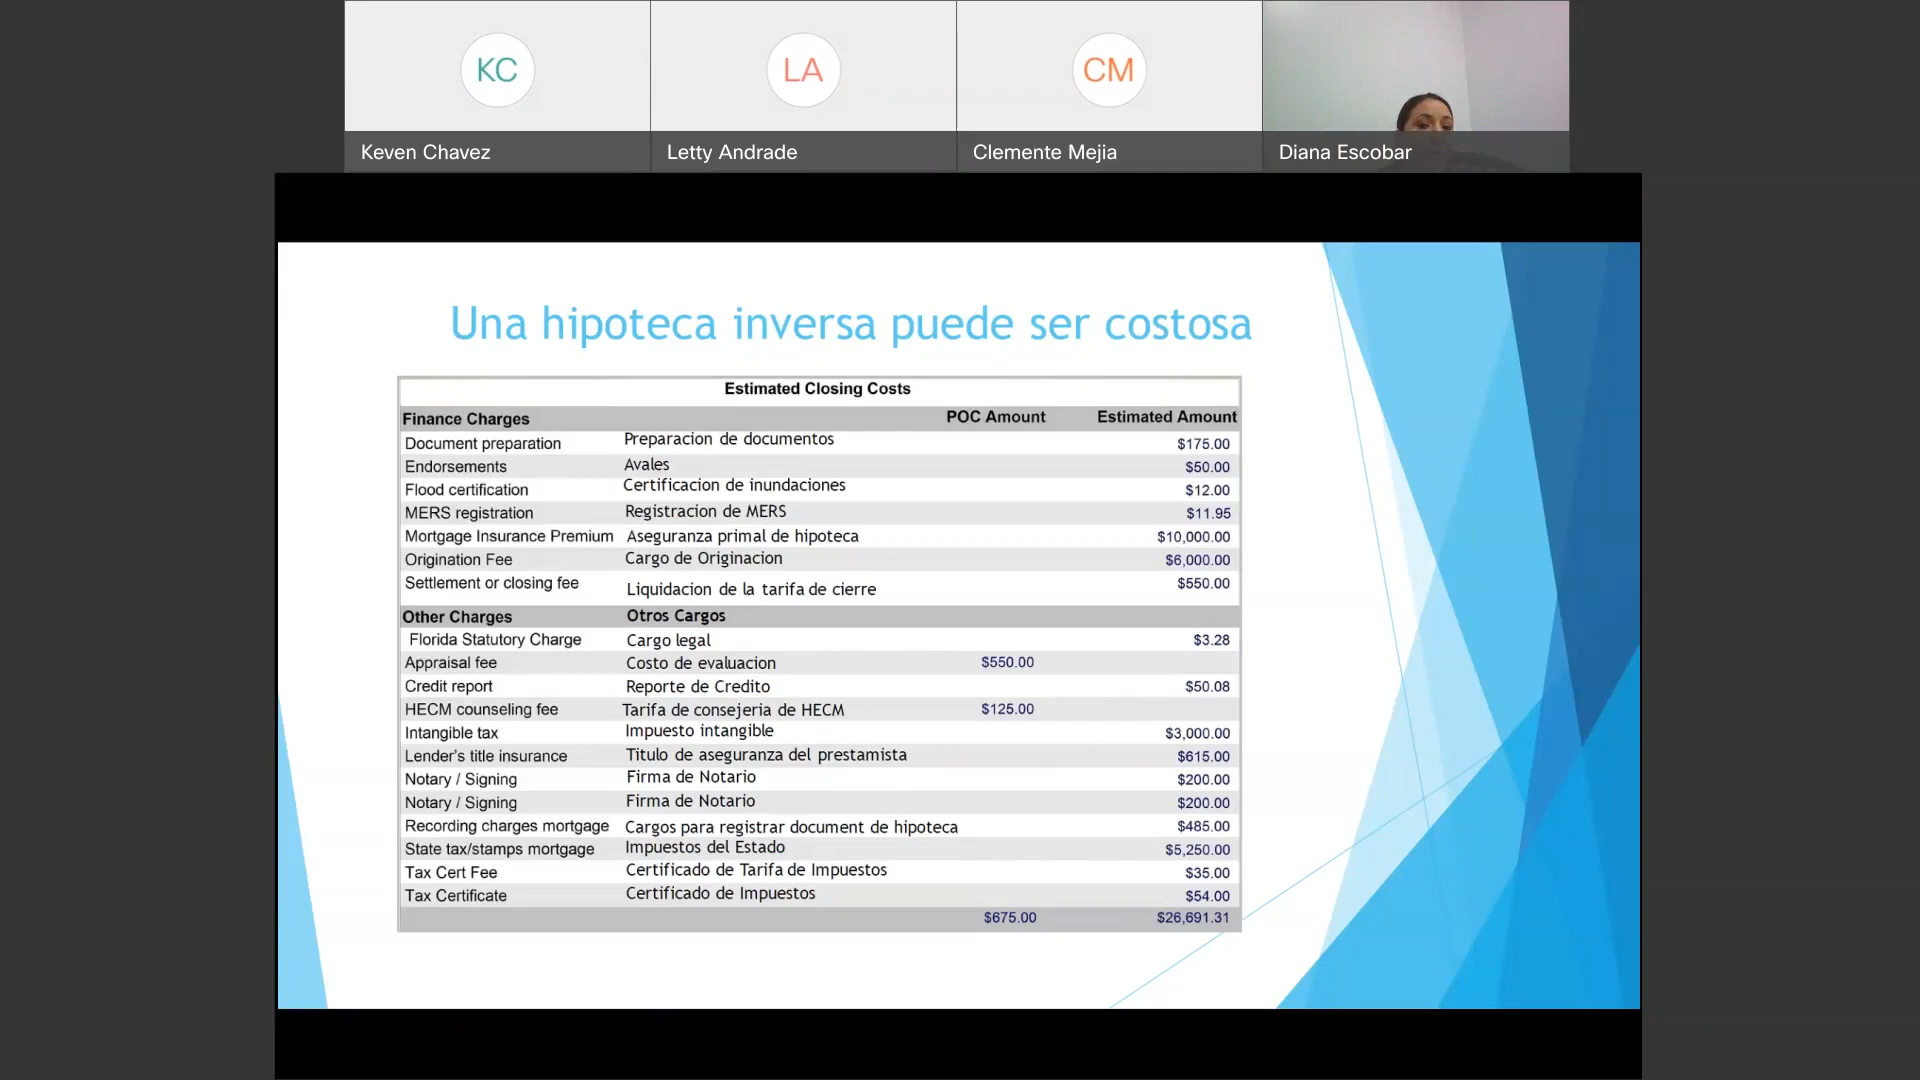 KC
LA
CM
Keven Chavez
Letty Andrade
Clemente Mejia
Diana Escobar
Una hipoteca inversa puede ser costosa
Estimated Closing Costs
Finance Charges POC Amount Estimated Amount
Document preparation Preparacion de documentos $175.00
Endorsements Avales $50.00
Flood certification Certificacion de inundaciones $12.00
MERS registration Registracion de MERS $11.95
Mortgage Insurance Premium Aseguranza primal de hipoteca $10,000.00
Origination Fee Cargo de Originacion $6,000.00
Settlement or closing fee Liquidacion de la tarifa de cierre $550.00
Other Charges Otros Cargos
Florida Statutory Charge Cargo legal $3.28
Appraisal fee Costo de evaluacion $550.00
Credit report Reporte de Credito $50.08
HECM counseling fee Tarifa de consejeria de HECM $125.00
Intangible tax Impuesto intangible $3,000.00
Lender's title insurance Titulo de aseguranza del prestamista $615.00
Notary / Signing Firma de Notario $200.00
Notary / Signing Firma de Notario $200.00
Recording charges mortgage Cargos para registrar document de hipoteca $485.00
State tax/stamps mortgage Impuestos del Estado $5,250.00
Tax Cert Fee Certificado de Tarifa de Impuestos $35.00
Tax Certificate Certificado de Impuestos $54.00
$675.00 $26,691.31